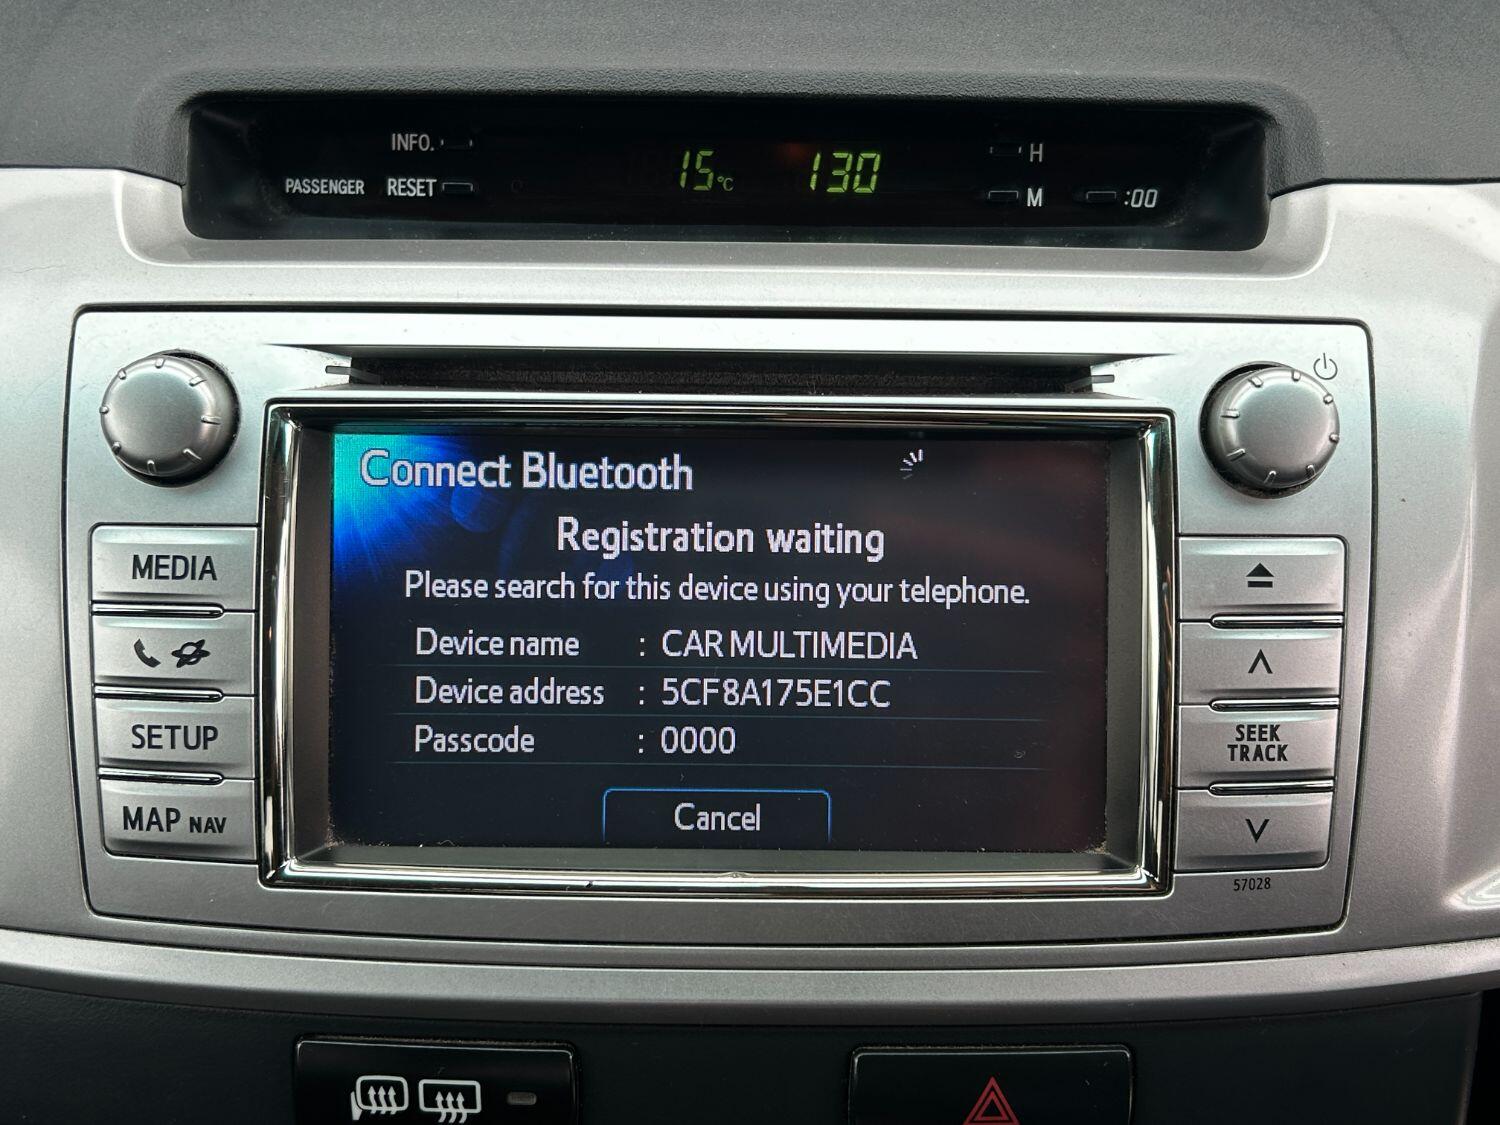 INFO.
PASSENGER RESET
15°C 130
H
M :00
MEDIA
SETUP
MAP NAV
Connect Bluetooth
Registration waiting
Please search for this device using your telephone.
Device name : CAR MULTIMEDIA
Device address : 5CF8A175E1CC
Passcode : 0000
Cancel
SEEK
TRACK
57028